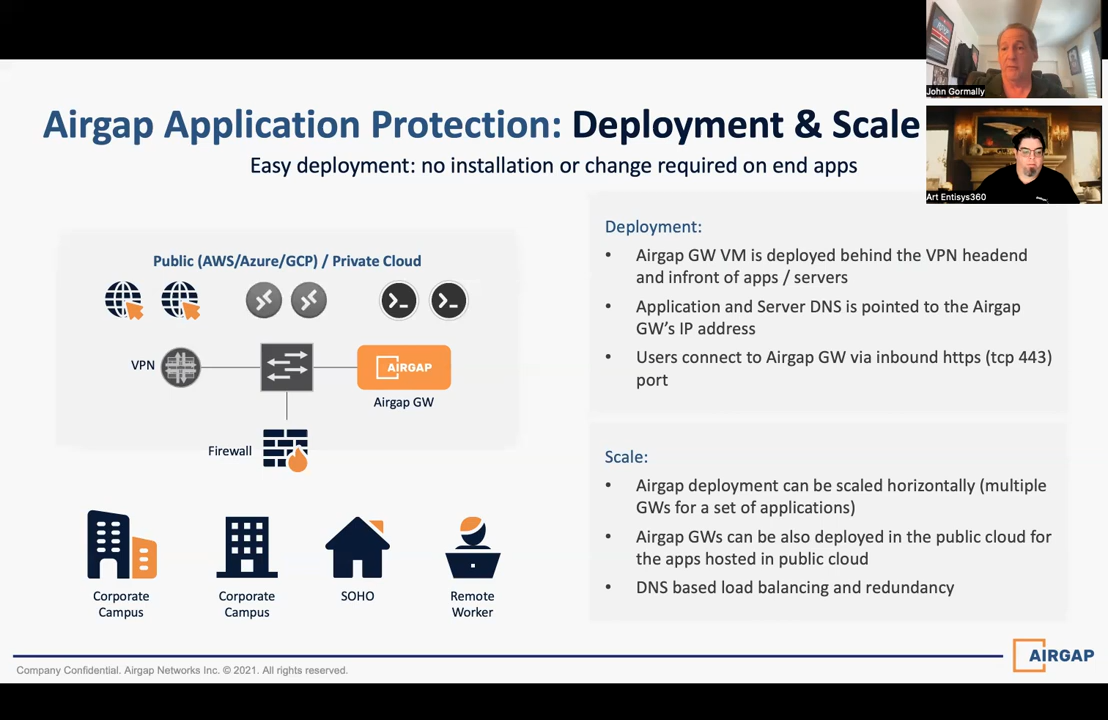 John Gormally
Airgap Application Protection: Deployment & Scale
Easy deployment: no installation or change required on end apps
Art Entisys360
Public (AWS/Azure/GCP) / Private Cloud
VPN
AIRGAP
Airgap GW
Firewall
Corporate
Campus
Corporate
Campus
SOHO
Remote
Worker
Deployment:
• Airgap GW VM is deployed behind the VPN headend
and infront of apps / servers
• Application and Server DNS is pointed to the Airgap
GW’s IP address
• Users connect to Airgap GW via inbound https (tcp 443)
port
Scale:
• Airgap deployment can be scaled horizontally (multiple
GWs for a set of applications)
• Airgap GWs can be also deployed in the public cloud for
the apps hosted in public cloud
• DNS based load balancing and redundancy
Company Confidential. Airgap Networks Inc. © 2021. All rights reserved.
AIRGAP